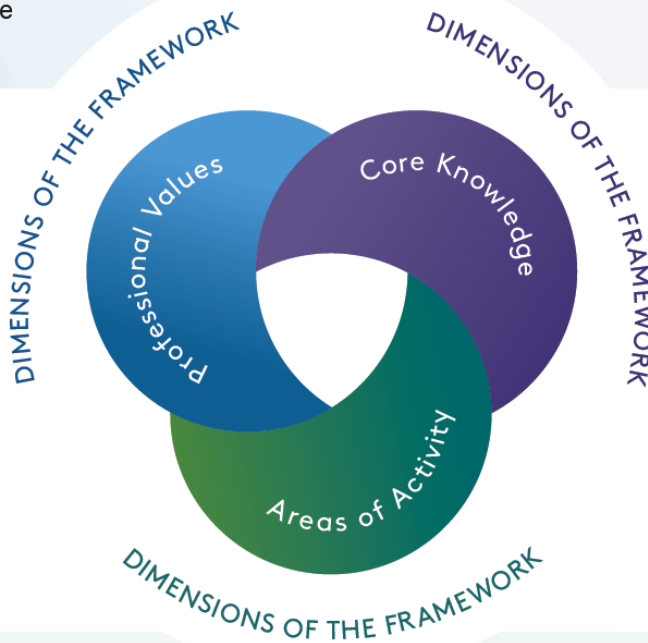 e
DIMENSIONS OF THE FRAMEWORK
DIMENSIONS OF THE FRAMEWORK
Professional Values
Core Knowledge
Areas of Activity
DIMENSIONS OF THE FRAMEWORK